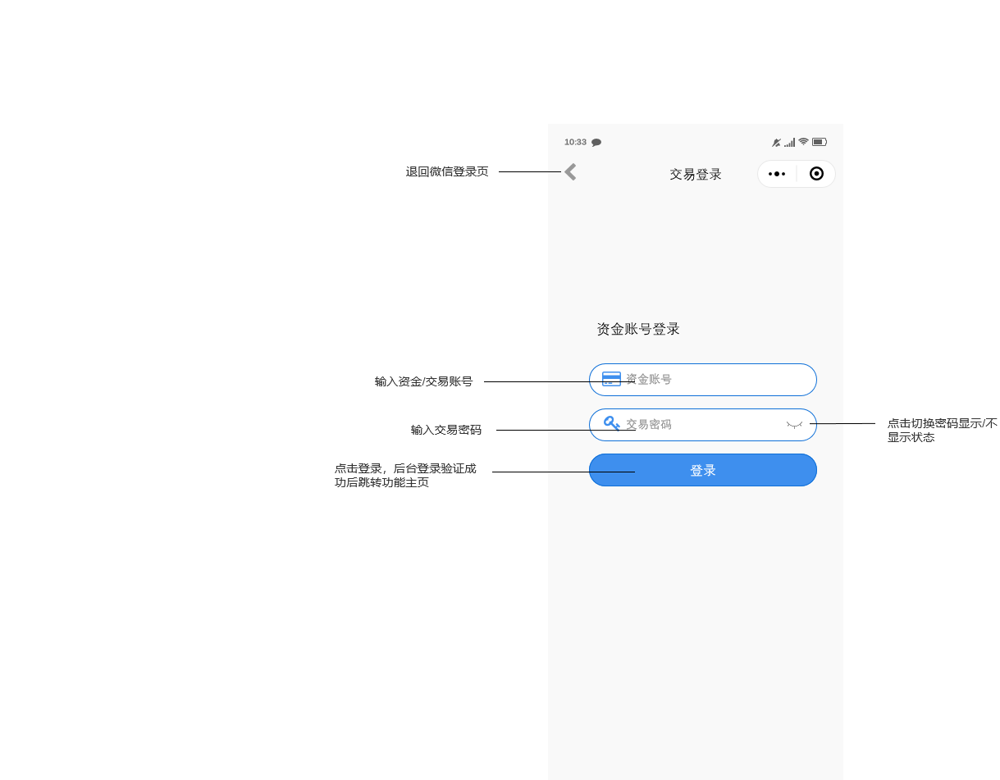 10:33
退回微信登录页
交易登录
资金账号登录
输入资金/交易账号
资金账号
输入交易密码
交易密码
点击切换密码显示/不
显示状态
点击登录，后台登录验证成
功后跳转功能主页
登录